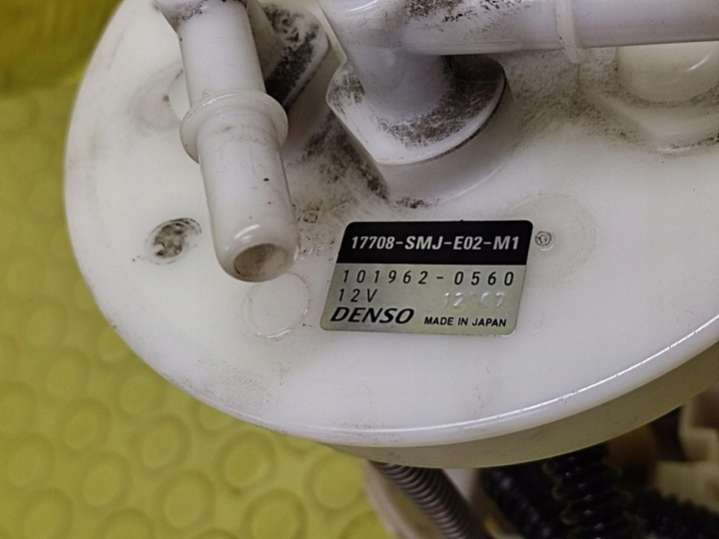 17708-SMJ-E02-M1
101962-0560
12V
DENSO MADE IN JAPAN